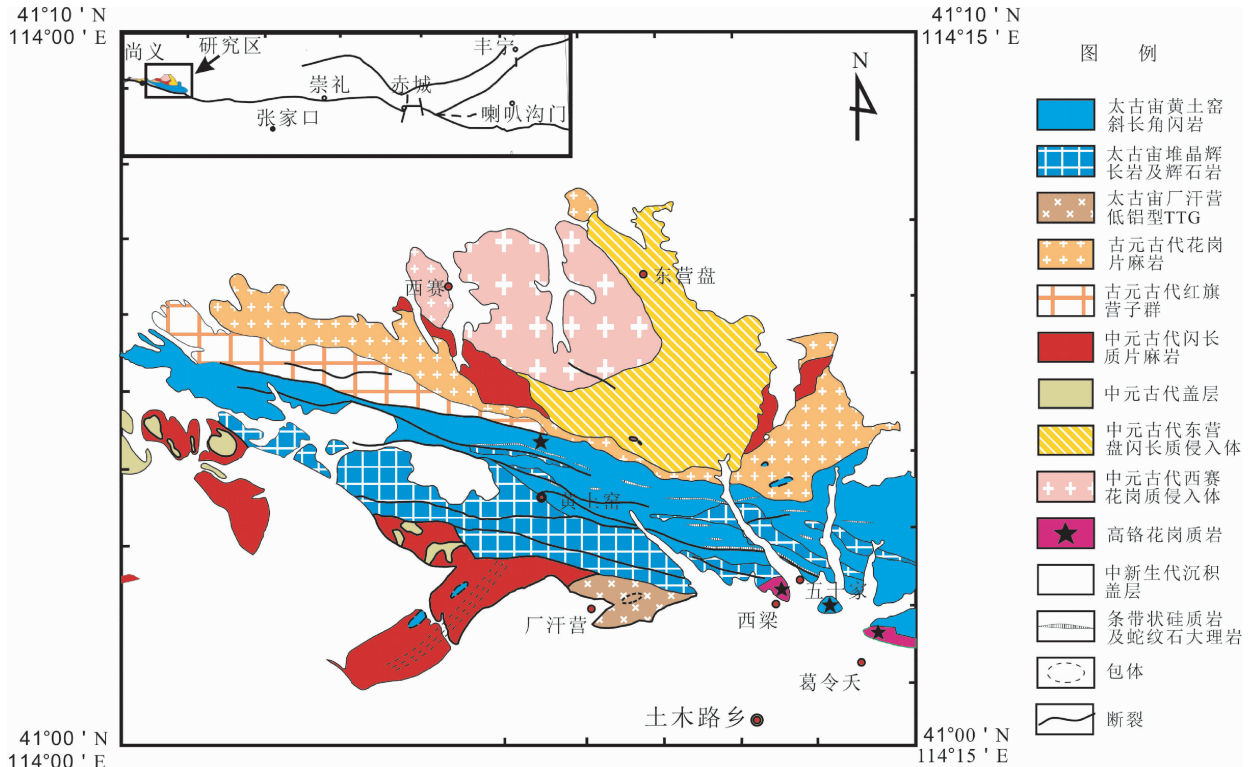 41°10＇N
114°00＇E
41°10＇N
114°15＇E
尚义
研究区
丰宁
崇礼
赤城
张家口
喇叭沟门
N
西赛
东营盘
黄土窑
五十家
西梁
厂汗营
葛令夭
土木路乡
41°00＇N
114°00＇E
41°00＇N
114°15＇E
图 例
太古宙黄土窑
斜长角闪岩
太古宙堆晶辉
长岩及辉石岩
太古宙厂汗营
低铝型TTG
古元古代花岗
片麻岩
古元古代红旗
营子群
中元古代闪长
质片麻岩
中元古代盖层
中元古代东营
盘闪长质侵入体
中元古代西赛
花岗质侵入体
高铬花岗质岩
中新生代沉积
盖层
条带状硅质岩
及蛇纹石大理岩
包体
断裂